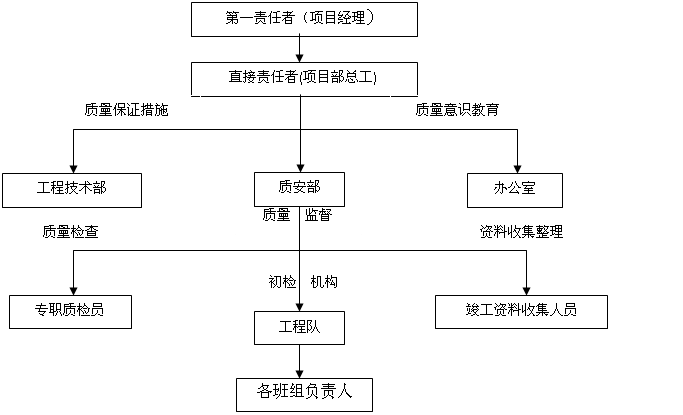 第一责任者（项目经理）
直接责任者(项目部总工)
质量保证措施 质量意识教育
工程技术部 质安部 办公室
质量 监督
质量检查 资料收集整理
初检 机构
专职质检员 竣工资料收集人员
工程队
各班组负责人